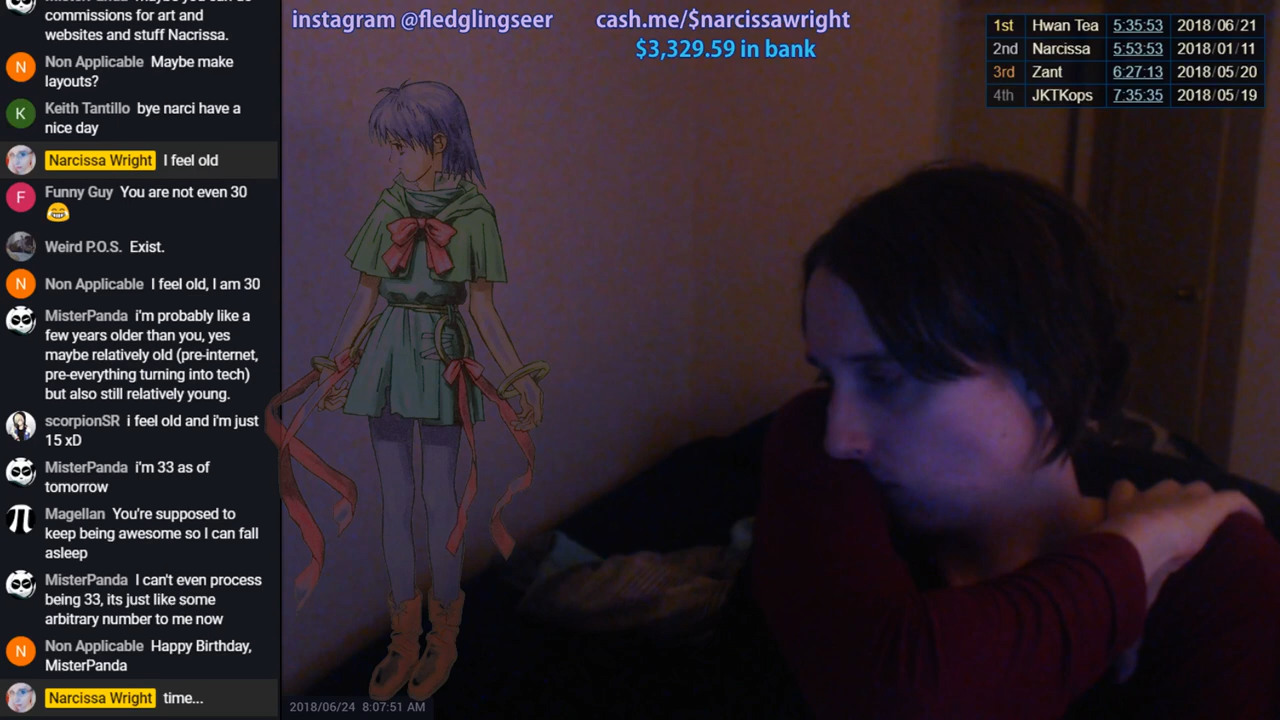 commissions for art and
websites and stuff Nacrissa.
N Non Applicable Maybe make
layouts?
K Keith Tantillo bye narci have a
nice day
Narcissa Wright I feel old
F Funny Guy You are not even 30
😂
Weird P.O.S. Exist.
N Non Applicable I feel old, I am 30
MisterPanda i'm probably like a
few years older than you, yes
maybe relatively old (pre-internet,
pre-everything turning into tech)
but also still relatively young.
scorpionSR i feel old and i'm just
15 xD
MisterPanda i'm 33 as of
tomorrow
Magellan You're supposed to
keep being awesome so I can fall
asleep
MisterPanda I can't even process
being 33, its just like some
arbitrary number to me now
N Non Applicable Happy Birthday,
MisterPanda
Narcissa Wright time...
instagram @fledglingseer cash.me/$narcissawright
$3,329.59 in bank
1st Hwan Tea 5:35:53 2018/06/21
2nd Narcissa 5:53:53 2018/01/11
3rd Zant 6:27:13 2018/05/20
4th JKTKops 7:35:35 2018/05/19
2018/06/24 8:07:51 AM